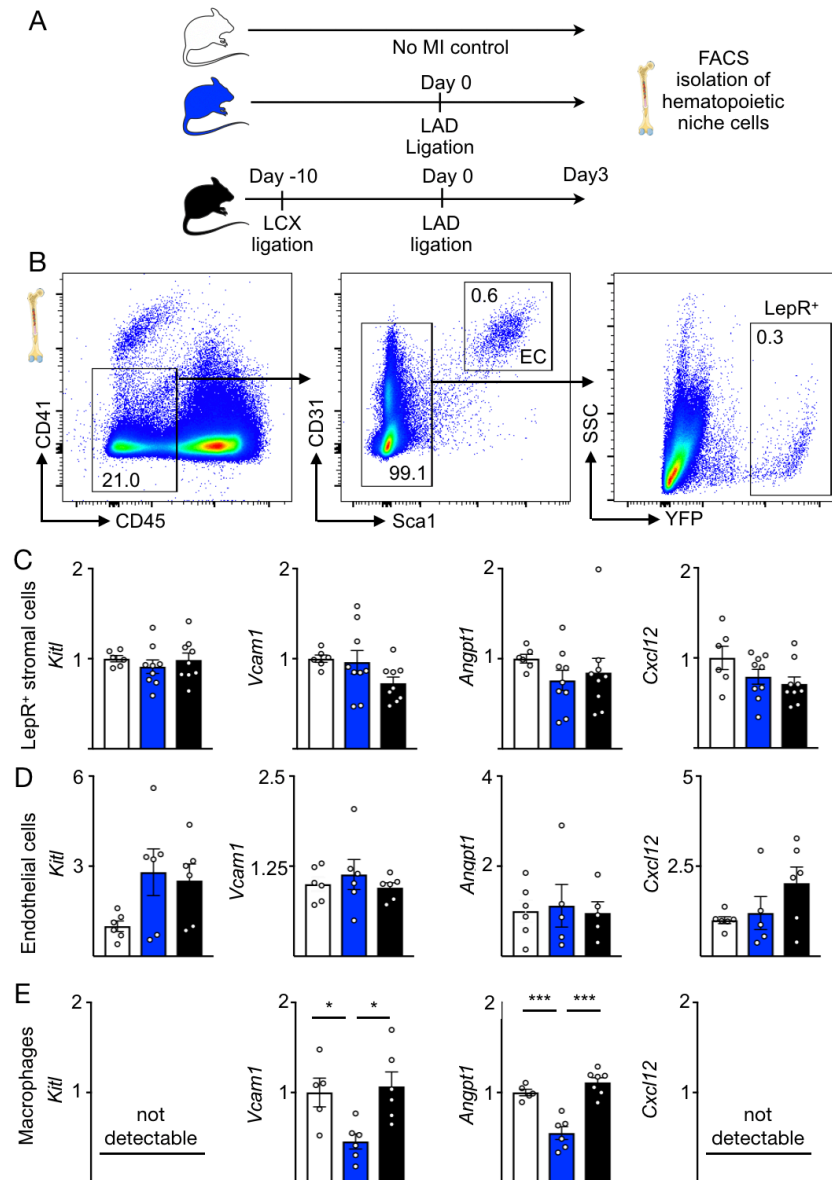 A
No MI control
Day 0
LAD
Ligation
Day -10
Day 0
Day3
LCX
ligation
LAD
ligation
FACS
isolation of
hematopoietic
niche cells
B
CD41
21.0
CD45
CD31
0.6
EC
99.1
Sca1
SSC
LepR⁺
0.3
YFP
C
LepR⁺ stromal cells
Kitl
2
1
Vcam1
2
1
Angpt1
2
1
Cxcl12
2
1
D
Endothelial cells
Kitl
6
3
Vcam1
2.5
1.25
Angpt1
4
2
Cxcl12
5
2.5
E
Macrophages
Kitl
2
1
not
detectable
Vcam1
2
1
* *
Angpt1
2
1
*** ***
Cxcl12
2
1
not
detectable